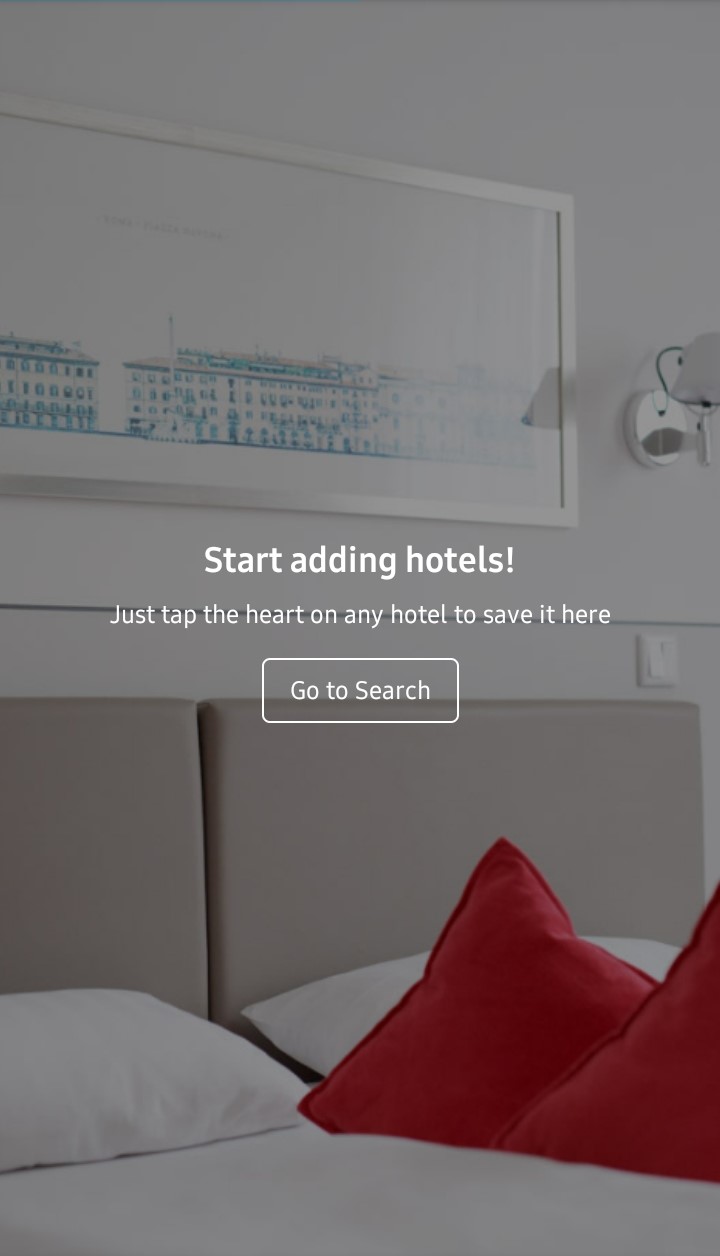 Start adding hotels!
Just tap the heart on any hotel to save it here
Go to Search